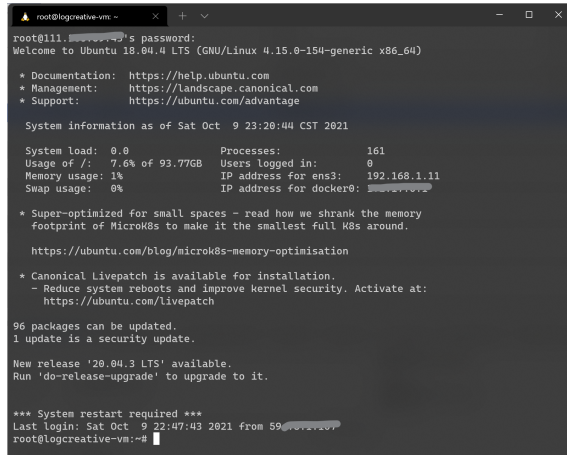 root@logcreative-vm: ~
root@111. 's password:
Welcome to Ubuntu 18.04.4 LTS (GNU/Linux 4.15.0-154-generic x86_64)
* Documentation: https://help.ubuntu.com
* Management: https://landscape.canonical.com
* Support: https://ubuntu.com/advantage
System information as of Sat Oct 9 23:20:44 CST 2021
System load: 0.0 Processes: 161
Usage of /: 7.6% of 93.77GB Users logged in: 0
Memory usage: 1% IP address for ens3: 192.168.1.11
Swap usage: 0% IP address for docker0:
* Super-optimized for small spaces - read how we shrank the memory
footprint of MicroK8s to make it the smallest full K8s around.
https://ubuntu.com/blog/microk8s-memory-optimisation
* Canonical Livepatch is available for installation.
- Reduce system reboots and improve kernel security. Activate at:
https://ubuntu.com/livepatch
96 packages can be updated.
1 update is a security update.
New release '20.04.3 LTS' available.
Run 'do-release-upgrade' to upgrade to it.
*** System restart required ***
Last login: Sat Oct 9 22:47:43 2021 from 59
root@logcreative-vm:~#